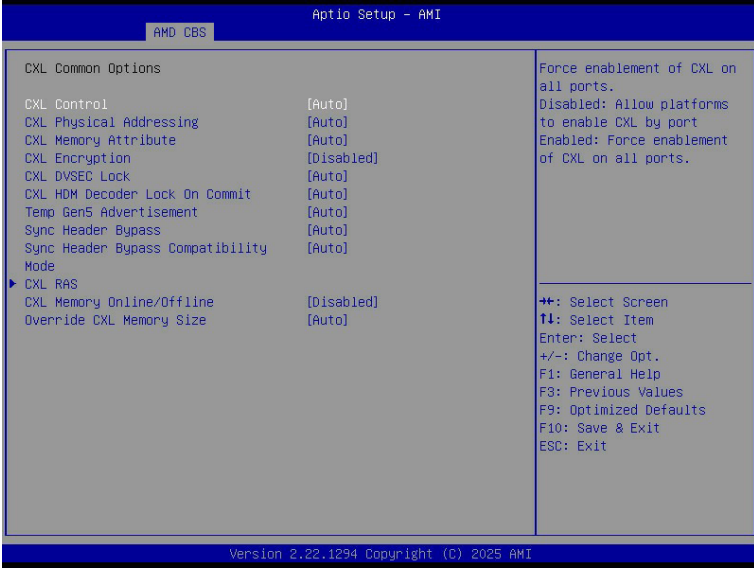 Aptio Setup - AMI
AMD CBS
CXL Common Options
CXL Control [Auto]
CXL Physical Addressing [Auto]
CXL Memory Attribute [Auto]
CXL Encryption [Disabled]
CXL DVSEC Lock [Auto]
CXL HDM Decoder Lock On Commit [Auto]
Temp Gen5 Advertisement [Auto]
Sync Header Bypass [Auto]
Sync Header Bypass Compatibility [Auto]
Mode
CXL RAS
CXL Memory Online/Offline [Disabled]
Override CXL Memory Size [Auto]
Force enablement of CXL on
all ports.
Disabled: Allow platforms
to enable CXL by port
Enabled: Force enablement
of CXL on all ports.
→←: Select Screen
↑↓: Select Item
Enter: Select
+/-: Change Opt.
F1: General Help
F3: Previous Values
F9: Optimized Defaults
F10: Save & Exit
ESC: Exit
Version 2.22.1294 Copyright (C) 2025 AMI